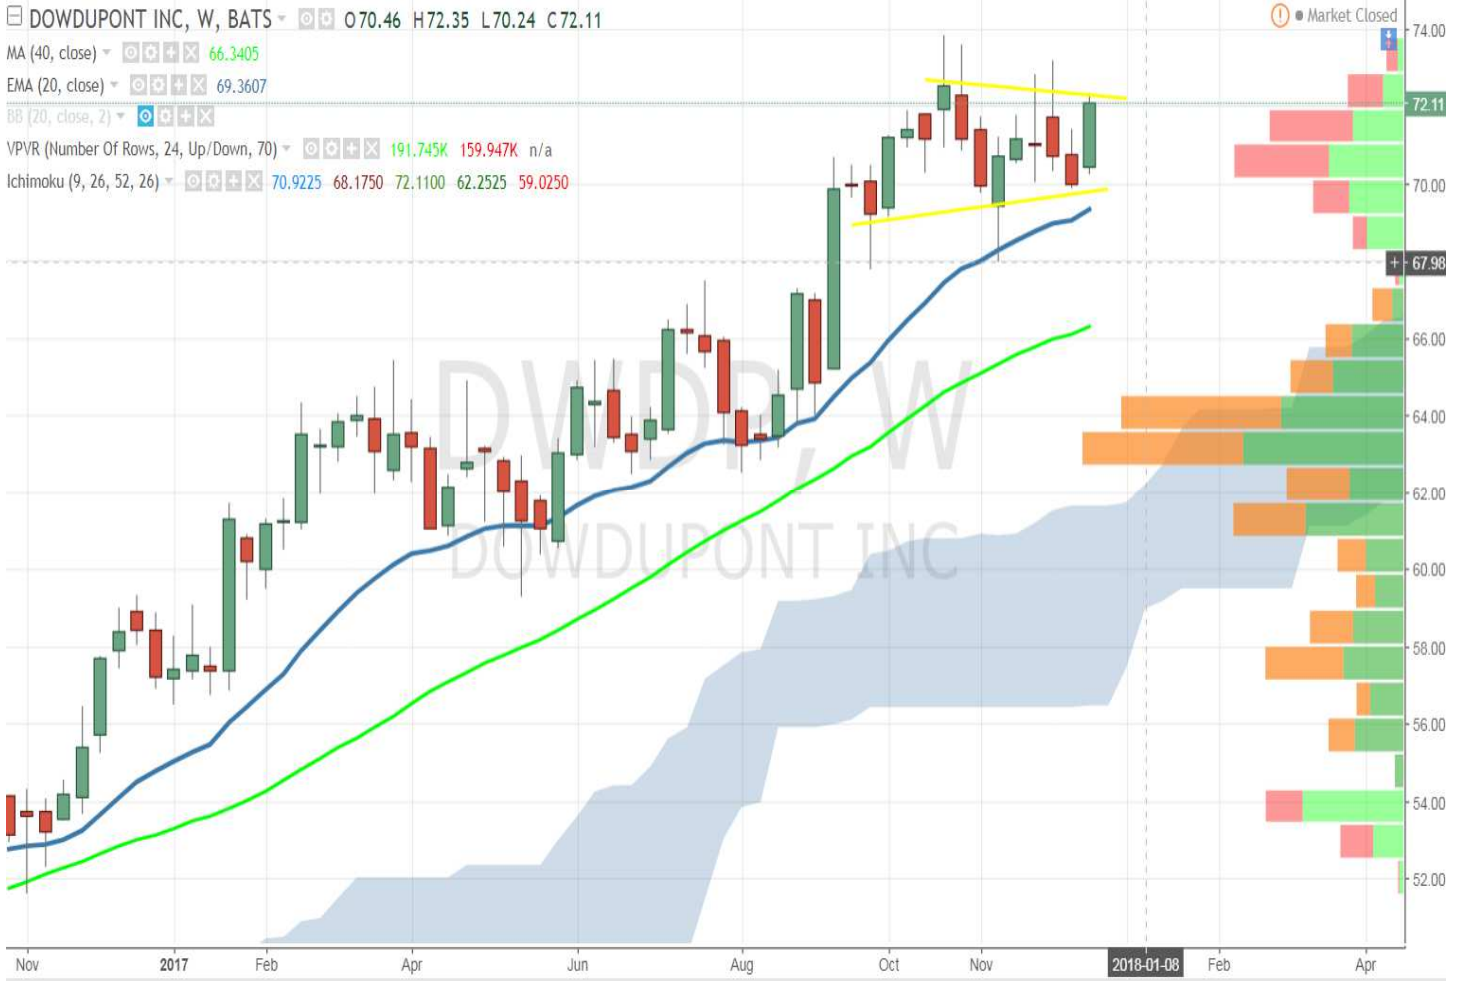 DOWDUPONT INC, W, BATS O70.46 H72.35 L70.24 C72.11
Market Closed
MA (40, close) 66.3405
EMA (20, close) 69.3607
BB (20, close, 2)
VPVR (Number Of Rows, 24, Up/Down, 70) 191.745K 159.947K n/a
Ichimoku (9, 26, 52, 26) 70.9225 68.1750 72.1100 62.2525 59.0250
74.00
72.11
70.00
67.98
66.00
64.00
62.00
60.00
58.00
56.00
54.00
52.00
DWDP, W
DOWDUPONT INC
Nov 2017 Feb Apr Jun Aug Oct Nov 2018-01-08 Feb Apr